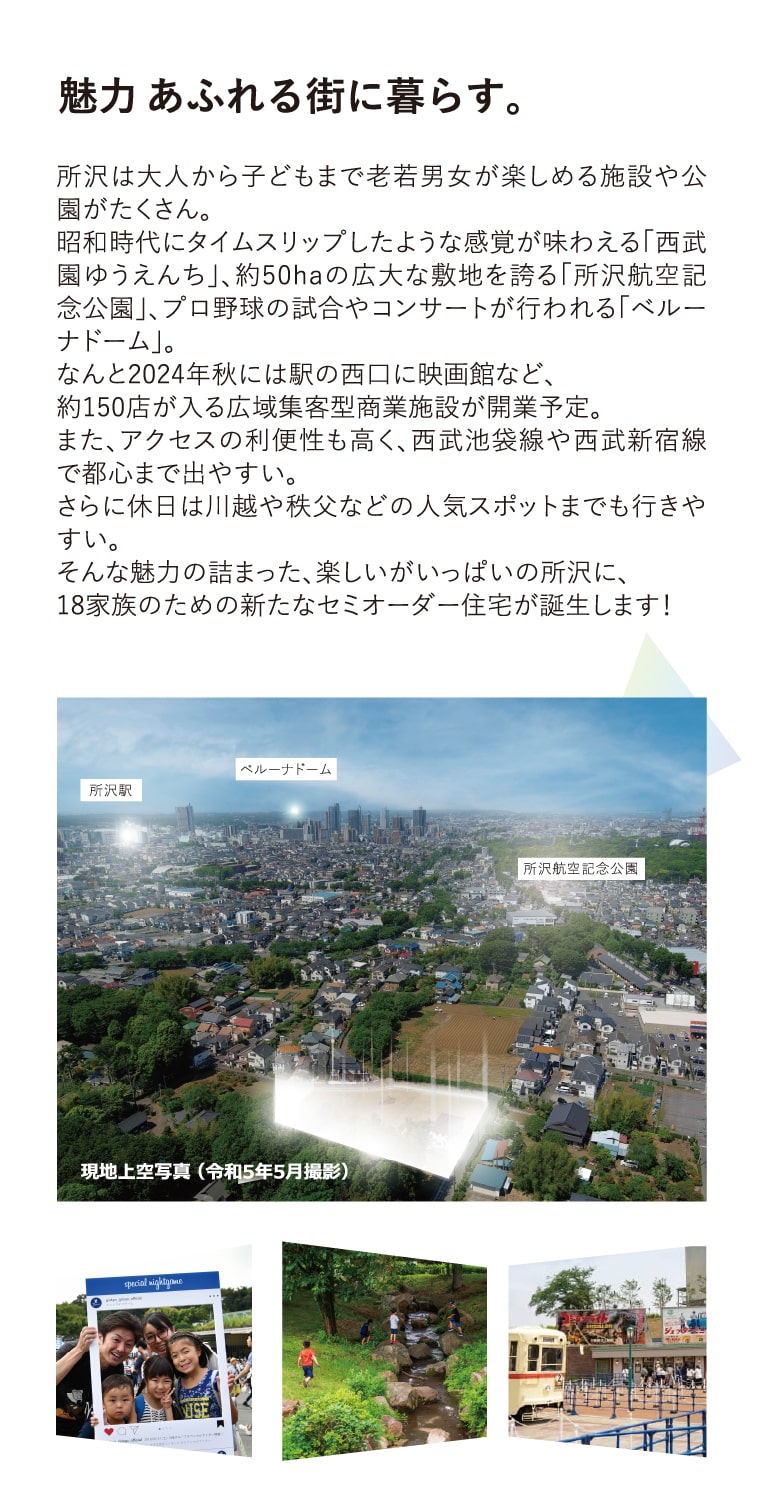 魅力 あふれる街に暮らす。
所沢は大人から子どもまで老若男女が楽しめる施設や公
園がたくさん。
昭和時代にタイムスリップしたような感覚が味わえる「西武
園ゆうえんち」、約50haの広大な敷地を誇る「所沢航空記
念公園」、プロ野球の試合やコンサートが行われる「ベルー
ナドーム」。
なんと2024年秋には駅の西口に映画館など、
約150店が入る広域集客型商業施設が開業予定。
また、アクセスの利便性も高く、西武池袋線や西武新宿線
で都心まで出やすい。
さらに休日は川越や秩父などの人気スポットまでも行きや
すい。
そんな魅力の詰まった、楽しいがいっぱいの所沢に、
18家族のための新たなセミオーダー住宅が誕生します!
ベルーナドーム
所沢駅
所沢航空記念公園
現地上空写真（令和5年5月撮影）
special nightgame